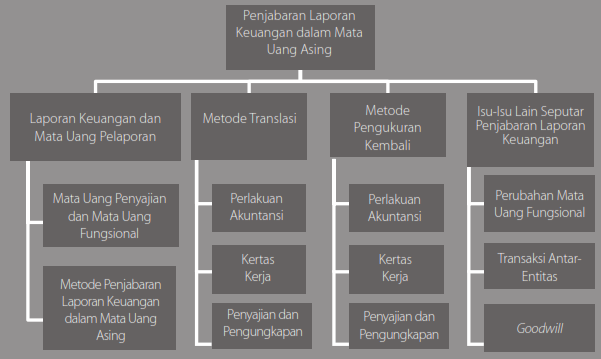 Penjabaran Laporan
Keuangan dalam Mata
Uang Asing
Laporan Keuangan dan
Mata Uang Pelaporan
Mata Uang Penyajian
dan Mata Uang
Fungsional
Metode Penjabaran
Laporan Keuangan
dalam Mata Uang
Asing
Metode Translasi
Perlakuan
Akuntansi
Kertas
Kerja
Penyajian dan
Pengungkapan
Metode
Pengukuran
Kembali
Perlakuan
Akuntansi
Kertas
Kerja
Penyajian dan
Pengungkapan
Isu-Isu Lain Seputar
Penjabaran Laporan
Keuangan
Perubahan Mata
Uang Fungsional
Transaksi Antar-
Entitas
Goodwill